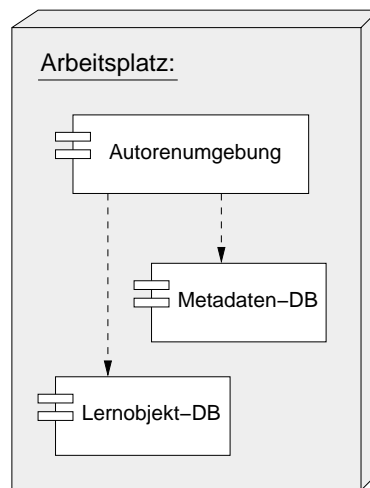 Arbeitsplatz:
Autorenumgebung
Metadaten–DB
Lernobjekt–DB